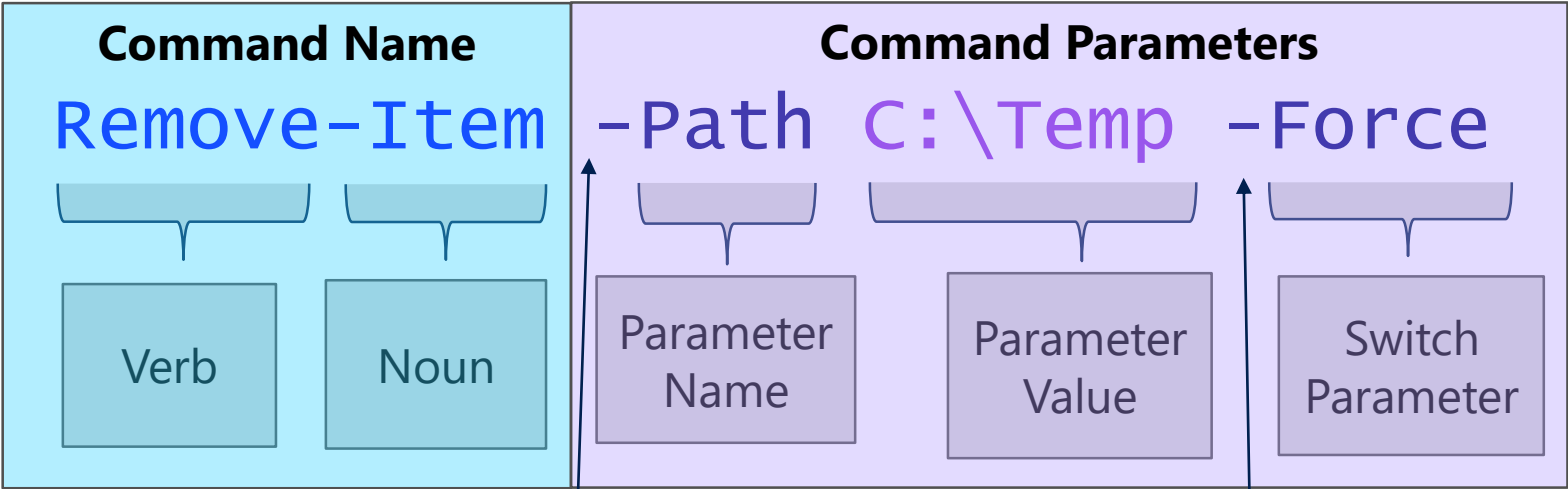 Command Name
Command Parameters
Remove-Item -Path C:\Temp -Force
Verb
Noun
Parameter
Name
Parameter
Value
Switch
Parameter